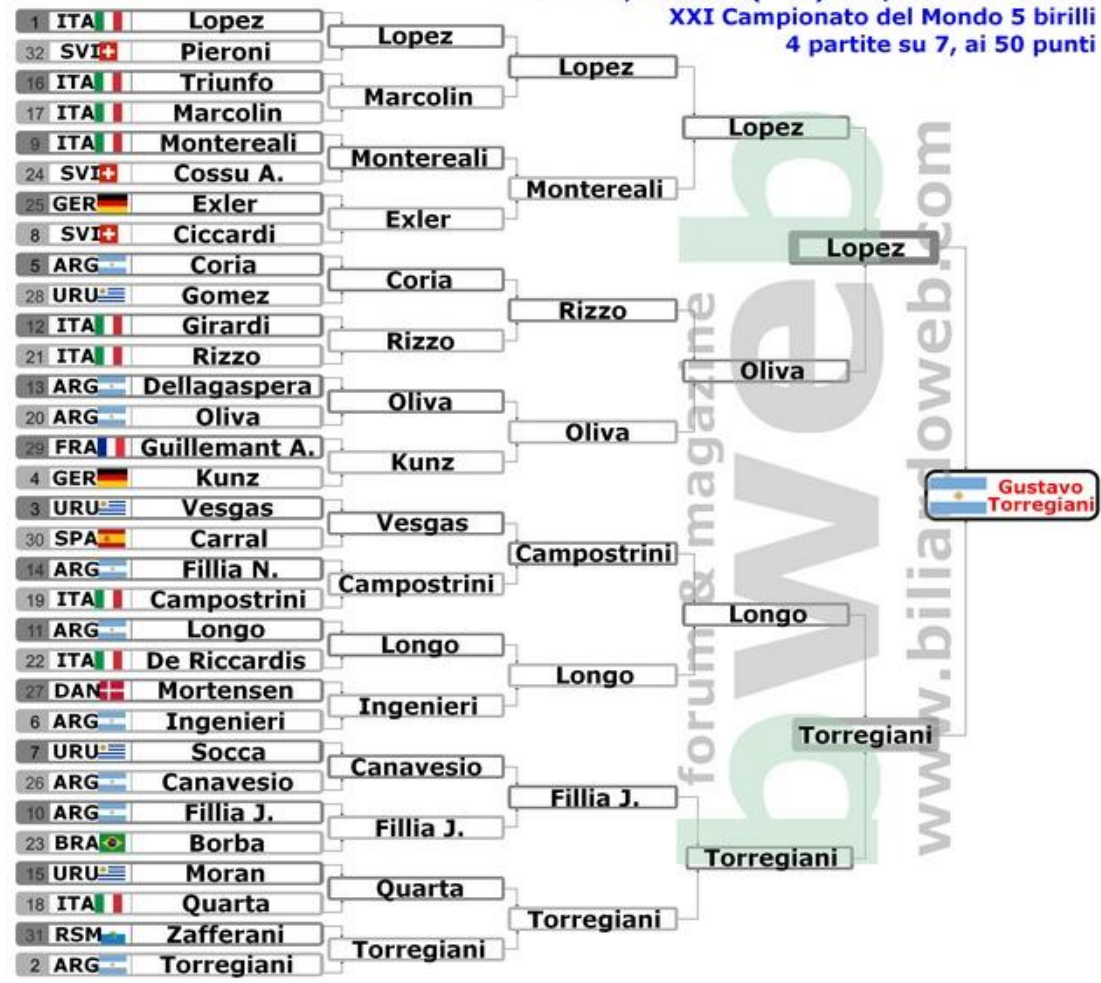 XXI Campionato del Mondo 5 birilli
4 partite su 7, ai 50 punti
1 ITA Lopez
32 SVI Pieroni
16 ITA Triunfo
17 ITA Marcolin
9 ITA Montereali
24 SVI Cossu A.
25 GER Exler
8 SVI Ciccardi
5 ARG Coria
28 URU Gomez
12 ITA Girardi
21 ITA Rizzo
13 ARG Dellagaspera
20 ARG Oliva
29 FRA Guillemant A.
4 GER Kunz
3 URU Vesgas
30 SPA Carral
14 ARG Fillia N.
19 ITA Campostrini
11 ARG Longo
22 ITA De Riccardis
27 DAN Mortensen
6 ARG Ingenieri
7 URU Socca
26 ARG Canavesio
10 ARG Fillia J.
23 BRA Borba
15 URU Moran
18 ITA Quarta
31 RSM Zafferani
2 ARG Torregiani
Lopez
Marcolin
Montereali
Exler
Coria
Rizzo
Oliva
Kunz
Vesgas
Campostrini
Longo
Ingenieri
Canavesio
Fillia J.
Quarta
Torregiani
Lopez
Montereali
Rizzo
Oliva
Campostrini
Longo
Fillia J.
Torregiani
Lopez
Oliva
Longo
Torregiani
Lopez
Torregiani
Gustavo
Torregiani
forum & magazine
bweb
www.biliardoweb.com